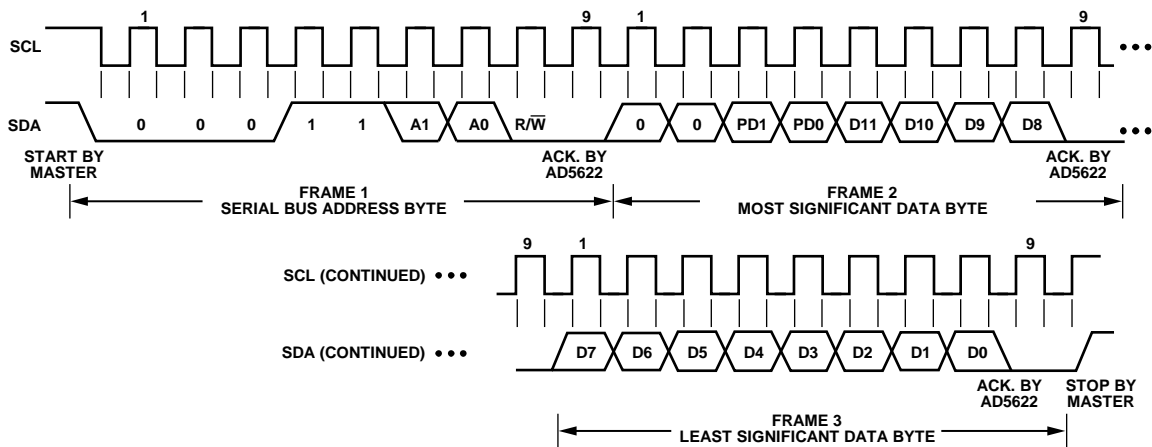 1 9 1 9
SCL
SDA 0 0 0 1 1 A1 A0 R/W̅ 0 0 PD1 PD0 D11 D10 D9 D8
START BY MASTER
ACK. BY AD5622
ACK. BY AD5622
FRAME 1
SERIAL BUS ADDRESS BYTE
FRAME 2
MOST SIGNIFICANT DATA BYTE
9 1 9
SCL (CONTINUED)
SDA (CONTINUED) D7 D6 D5 D4 D3 D2 D1 D0
ACK. BY AD5622
STOP BY MASTER
FRAME 3
LEAST SIGNIFICANT DATA BYTE